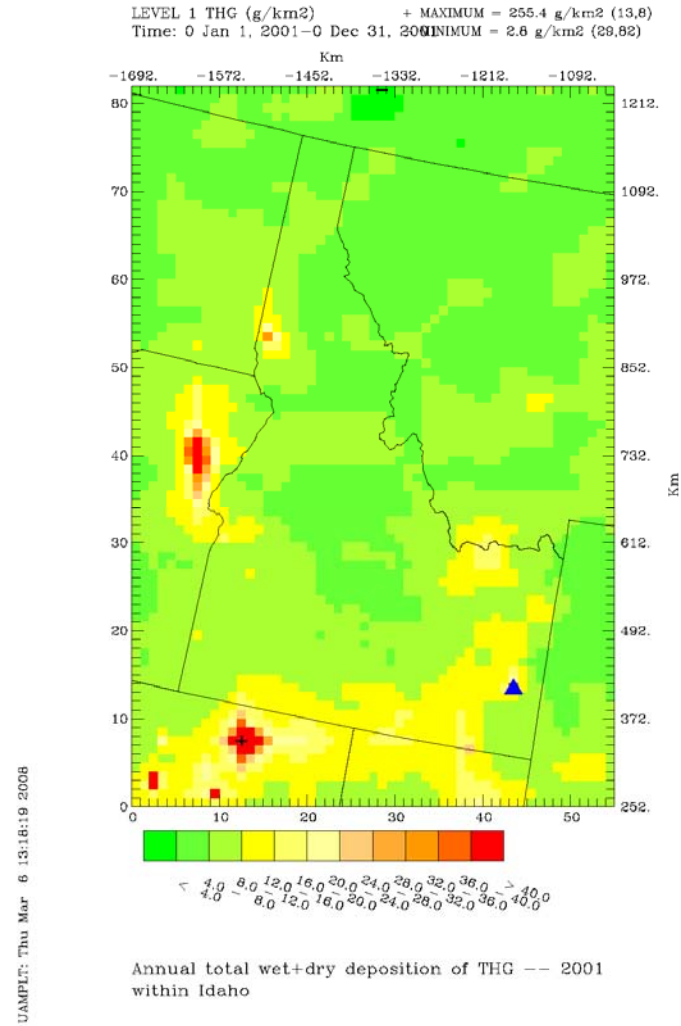 LEVEL 1 THG (g/km2) + MAXIMUM = 255.4 g/km2 (13,8)
Time: 0 Jan 1, 2001-0 Dec 31, 2001 MINIMUM = 2.8 g/km2 (29,82)
Km
-1692. -1572. -1452. -1332. -1212. -1092.
80 1212.
70 1092.
60 972.
50 852.
40 732.
Km
30 612.
20 492.
10 372.
0 252.
0 10 20 30 40 50
< 4.0
4.0 - 8.0
8.0 - 12.0
12.0 - 16.0
16.0 - 20.0
20.0 - 24.0
24.0 - 28.0
28.0 - 32.0
32.0 - 36.0
36.0 - 40.0
> 40.0
Annual total wet+dry deposition of THG -- 2001
within Idaho
UAMPLT: Thu Mar 6 13:18:19 2008